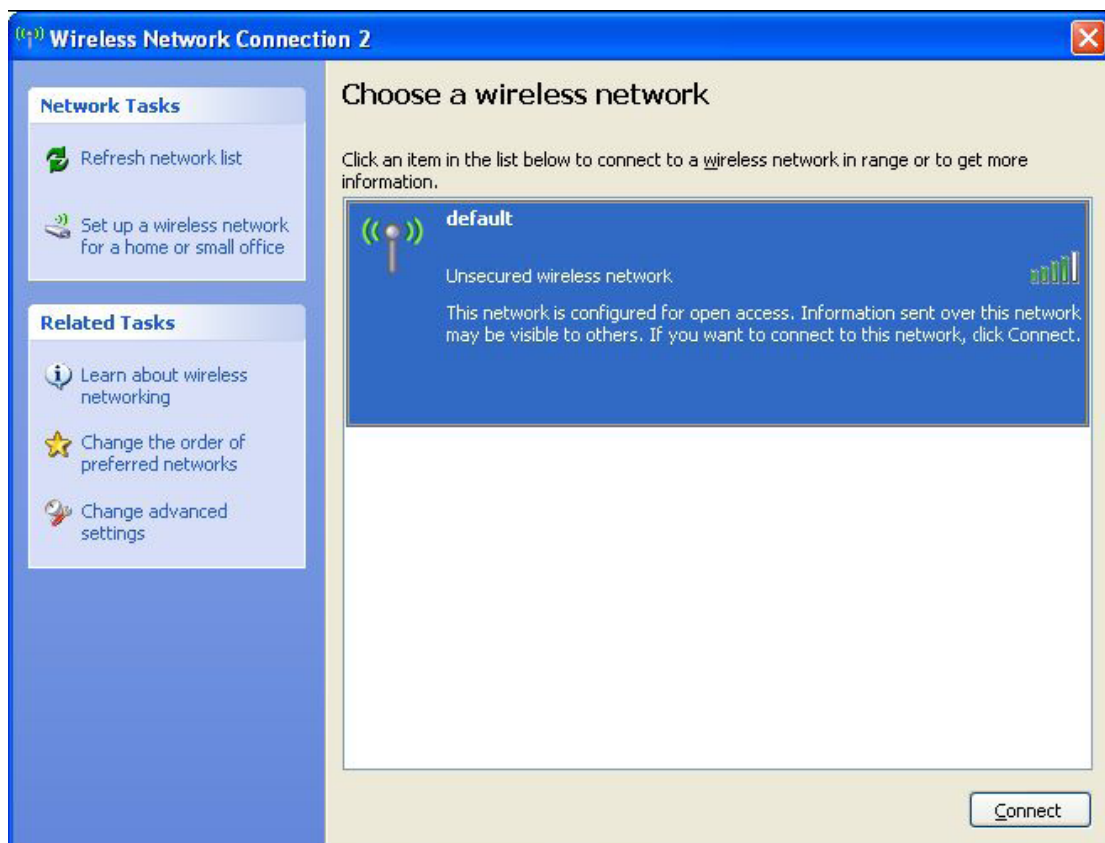 Wireless Network Connection 2
Network Tasks
Refresh network list
Set up a wireless network
for a home or small office
Related Tasks
Learn about wireless
networking
Change the order of
preferred networks
Change advanced
settings
Choose a wireless network
Click an item in the list below to connect to a wireless network in range or to get more
information.
default
Unsecured wireless network
This network is configured for open access. Information sent over this network
may be visible to others. If you want to connect to this network, click Connect.
Connect